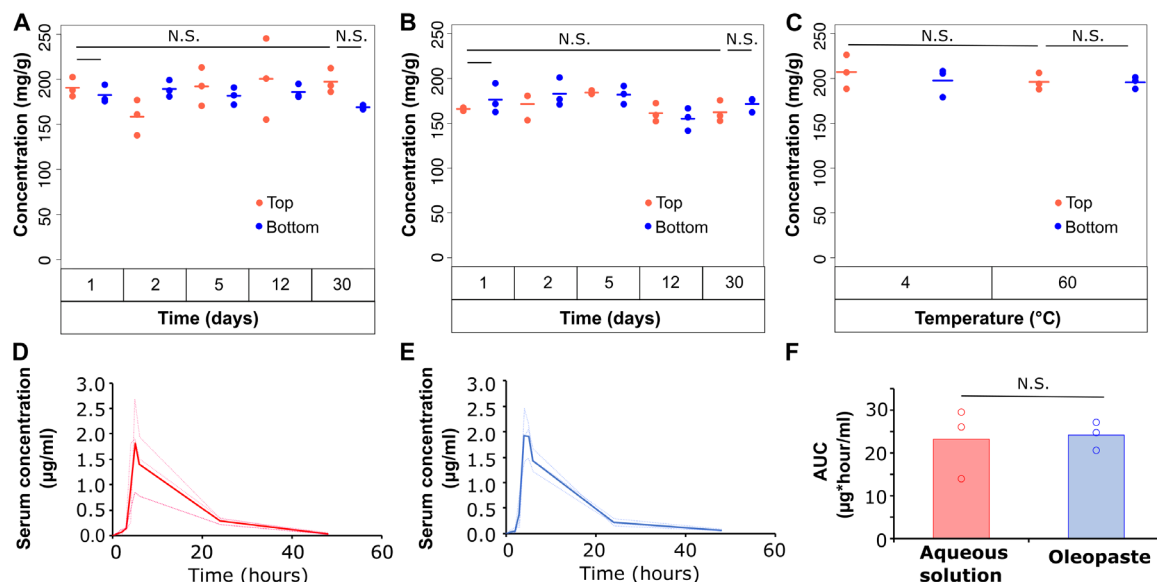 A
Concentration (mg/g)
250
200
150
100
50
0
N.S.
N.S.
Top
Bottom
1 2 5 12 30
Time (days)
B
Concentration (mg/g)
250
200
150
100
50
0
N.S.
N.S.
Top
Bottom
1 2 5 12 30
Time (days)
C
Concentration (mg/g)
250
200
150
100
50
0
N.S.
N.S.
Top
Bottom
4 60
Temperature (°C)
D
Serum concentration
(µg/ml)
3.0
2.5
2.0
1.5
1.0
0.5
0.0
0 20 40 60
Time (hours)
E
Serum concentration
(µg/ml)
3.0
2.5
2.0
1.5
1.0
0.5
0.0
0 20 40 60
Time (hours)
F
AUC
(µg*hour/ml)
30
20
20
10
0
N.S.
Aqueous
solution
Oleopaste